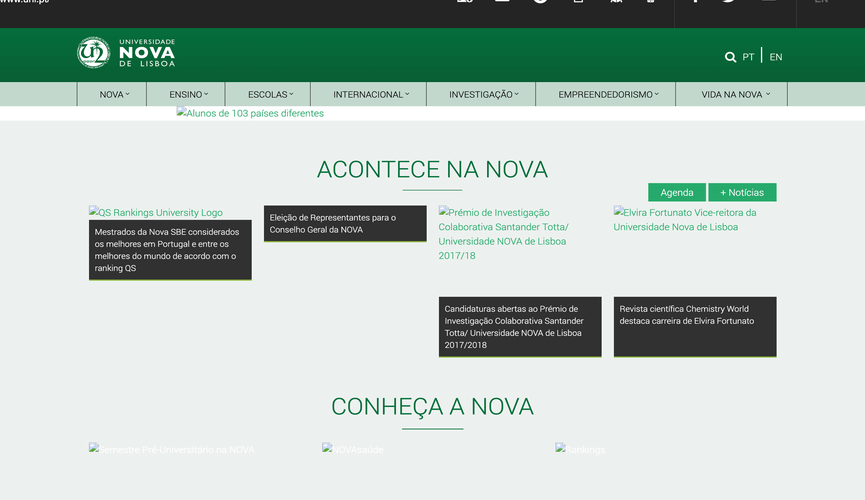 www.unl.pt
EN
UNIVERSIDADE
NOVA
DE LISBOA
PT
EN
NOVA
ENSINO
ESCOLAS
INTERNACIONAL
INVESTIGAÇÃO
EMPREENDEDORISMO
VIDA NA NOVA
Alunos de 103 países diferentes
ACONTECE NA NOVA
Agenda
+ Notícias
QS Rankings University Logo
Mestrados da Nova SBE considerados
os melhores em Portugal e entre os
melhores do mundo de acordo com o
ranking QS
Eleição de Representantes para o
Conselho Geral da NOVA
Prémio de Investigação
Colaborativa Santander Totta/
Universidade NOVA de Lisboa
2017/18
Candidaturas abertas ao Prémio de
Investigação Colaborativa Santander
Totta/ Universidade NOVA de Lisboa
2017/2018
Elvira Fortunato Vice-reitora da
Universidade Nova de Lisboa
Revista científica Chemistry World
destaca carreira de Elvira Fortunato
CONHEÇA A NOVA
Semestre Pré-Universitário na NOVA
NOVAsaúde
Rankings